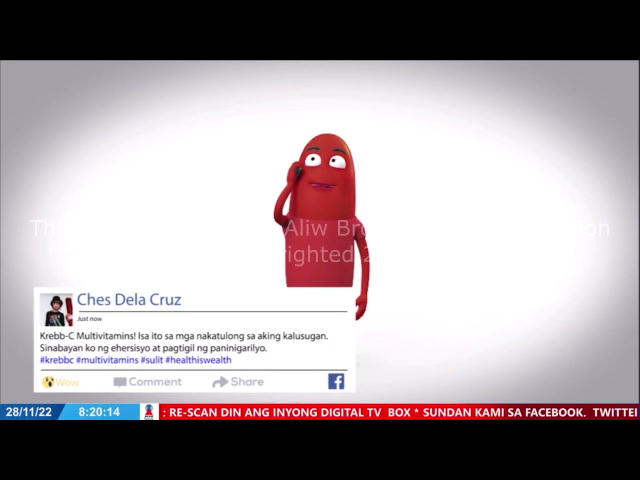 Aliw
Ches Dela Cruz
Just now
Krebb-C Multivitamins! Isa ito sa mga nakatulong sa aking kalusugan.
Sinabayan ko ng ehersisyo at pagtigil ng paninigarilyo.
#krebbc #multivitamins #sulit #healthiswealth
Wow Comment Share
28/11/22 8:20:14 : RE-SCAN DIN ANG INYONG DIGITAL TV BOX * SUNDAN KAMI SA FACEBOOK.